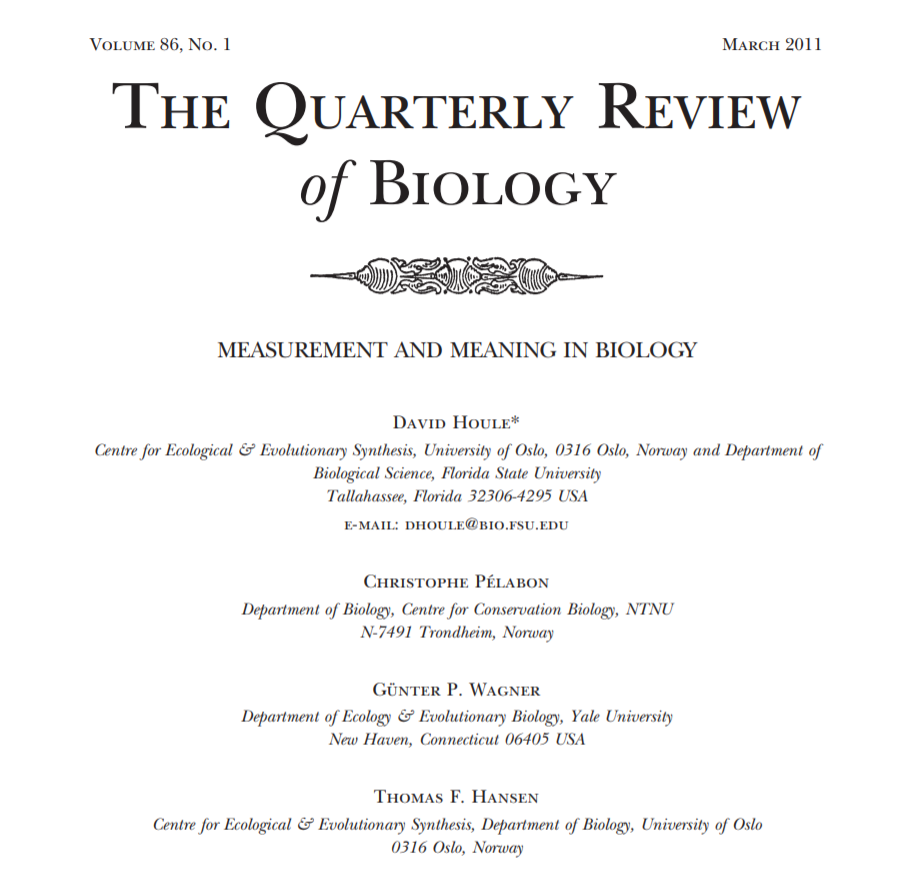 VOLUME 86, NO. 1
MARCH 2011
THE QUARTERLY REVIEW
of BIOLOGY
MEASUREMENT AND MEANING IN BIOLOGY
DAVID HOULE*
Centre for Ecological & Evolutionary Synthesis, University of Oslo, 0316 Oslo, Norway and Department of
Biological Science, Florida State University
Tallahassee, Florida 32306-4295 USA
E-MAIL: DHOULE@BIO.FSU.EDU
CHRISTOPHE PÉLABON
Department of Biology, Centre for Conservation Biology, NTNU
N-7491 Trondheim, Norway
GÜNTER P. WAGNER
Department of Ecology & Evolutionary Biology, Yale University
New Haven, Connecticut 06405 USA
THOMAS F. HANSEN
Centre for Ecological & Evolutionary Synthesis, Department of Biology, University of Oslo
0316 Oslo, Norway